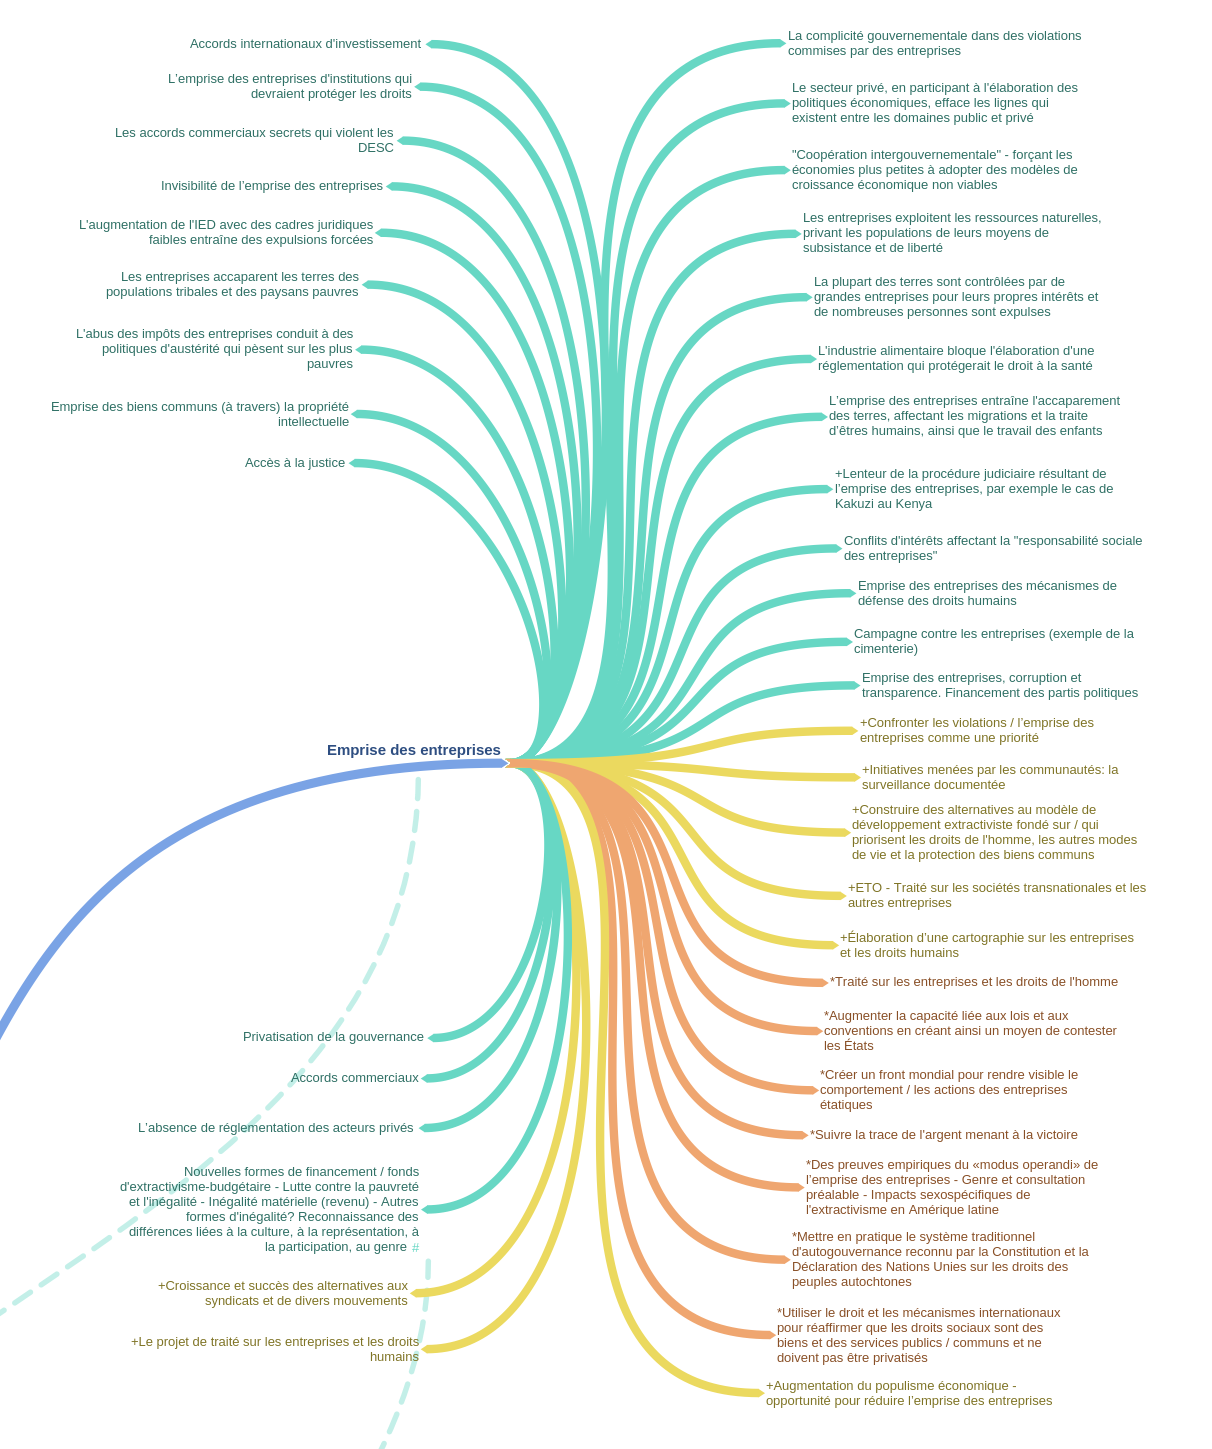 Accords internationaux d'investissement
L'emprise des entreprises d'institutions qui
devraient protéger les droits
Les accords commerciaux secrets qui violent les
DESC
Invisibilité de l'emprise des entreprises
L'augmentation de l'IED avec des cadres juridiques
faibles entraîne des expulsions forcées
Les entreprises accaparent les terres des
populations tribales et des paysans pauvres
L'abus des impôts des entreprises conduit à des
politiques d'austérité qui pèsent sur les plus
pauvres
Emprise des biens communs (à travers) la propriété
intellectuelle
Accès à la justice
Emprise des entreprises
Privatisation de la gouvernance
Accords commerciaux
L'absence de réglementation des acteurs privés
Nouvelles formes de financement / fonds
d'extractivisme-budgétaire - Lutte contre la pauvreté
et l'inégalité - Inégalité matérielle (revenu) - Autres
formes d'inégalité? Reconnaissance des
différences liées à la culture, à la représentation, à
la participation, au genre #
+Croissance et succès des alternatives aux
syndicats et de divers mouvements
+Le projet de traité sur les entreprises et les droits
humains
La complicité gouvernementale dans des violations
commises par des entreprises
Le secteur privé, en participant à l'élaboration des
politiques économiques, efface les lignes qui
existent entre les domaines public et privé
"Coopération intergouvernementale" - forçant les
économies plus petites à adopter des modèles de
croissance économique non viables
Les entreprises exploitent les ressources naturelles,
privant les populations de leurs moyens de
subsistance et de liberté
La plupart des terres sont contrôlées par de
grandes entreprises pour leurs propres intérêts et
de nombreuses personnes sont expulses
L'industrie alimentaire bloque l'élaboration d'une
réglementation qui protégerait le droit à la santé
L'emprise des entreprises entraîne l'accaparement
des terres, affectant les migrations et la traite
d'êtres humains, ainsi que le travail des enfants
+Lenteur de la procédure judiciaire résultant de
l'emprise des entreprises, par exemple le cas de
Kakuzi au Kenya
Conflits d'intérêts affectant la "responsabilité sociale
des entreprises"
Emprise des entreprises des mécanismes de
défense des droits humains
Campagne contre les entreprises (exemple de la
cimenterie)
Emprise des entreprises, corruption et
transparence. Financement des partis politiques
+Confronter les violations / l'emprise des
entreprises comme une priorité
+Initiatives menées par les communautés: la
surveillance documentée
+Construire des alternatives au modèle de
développement extractiviste fondé sur / qui
priorisent les droits de l'homme, les autres modes
de vie et la protection des biens communs
+ETO - Traité sur les sociétés transnationales et les
autres entreprises
+Élaboration d'une cartographie sur les entreprises
et les droits humains
*Traité sur les entreprises et les droits de l'homme
*Augmenter la capacité liée aux lois et aux
conventions en créant ainsi un moyen de contester
les États
*Créer un front mondial pour rendre visible le
comportement / les actions des entreprises
étatiques
*Suivre la trace de l'argent menant à la victoire
*Des preuves empiriques du «modus operandi» de
l'emprise des entreprises - Genre et consultation
préalable - Impacts sexospécifiques de
l'extractivisme en Amérique latine
*Mettre en pratique le système traditionnel
d'autogouvernance reconnu par la Constitution et la
Déclaration des Nations Unies sur les droits des
peuples autochtones
*Utiliser le droit et les mécanismes internationaux
pour réaffirmer que les droits sociaux sont des
biens et des services publics / communs et ne
doivent pas être privatisés
+Augmentation du populisme économique -
opportunité pour réduire l'emprise des entreprises